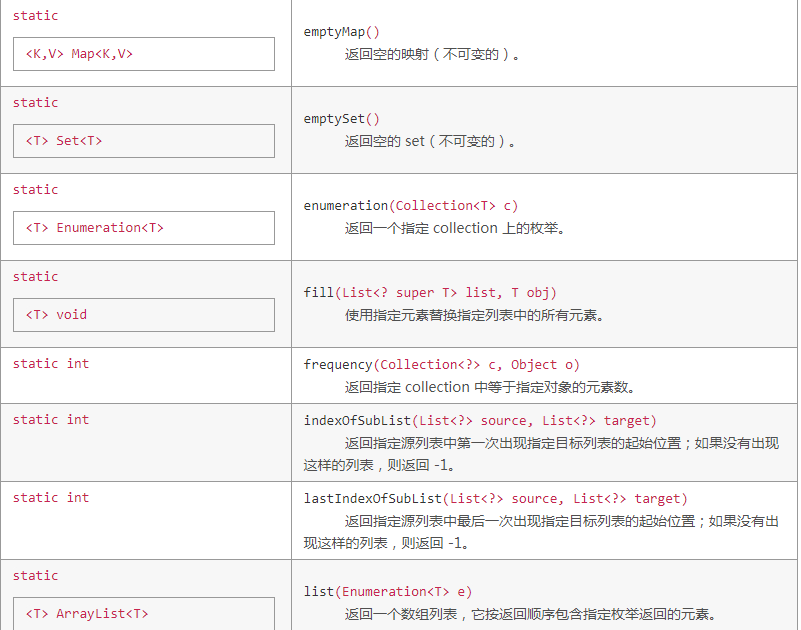 static
<K,V> Map<K,V>
emptyMap()
返回空的映射（不可变的）。
static
<T> Set<T>
emptySet()
返回空的 set（不可变的）。
static
<T> Enumeration<T>
enumeration(Collection<T> c)
返回一个指定 collection 上的枚举。
static
<T> void
fill(List<? super T> list, T obj)
使用指定元素替换指定列表中的所有元素。
static int
frequency(Collection<?> c, Object o)
返回指定 collection 中等于指定对象的元素数。
static int
indexOfSubList(List<?> source, List<?> target)
返回指定源列表中第一次出现指定目标列表的起始位置；如果没有出现
这样的列表，则返回 -1。
static int
lastIndexOfSubList(List<?> source, List<?> target)
返回指定源列表中最后一次出现指定目标列表的起始位置；如果没有出
现这样的列表，则返回 -1。
static
<T> ArrayList<T>
list(Enumeration<T> e)
返回一个数组列表，它按返回顺序包含指定枚举返回的元素。